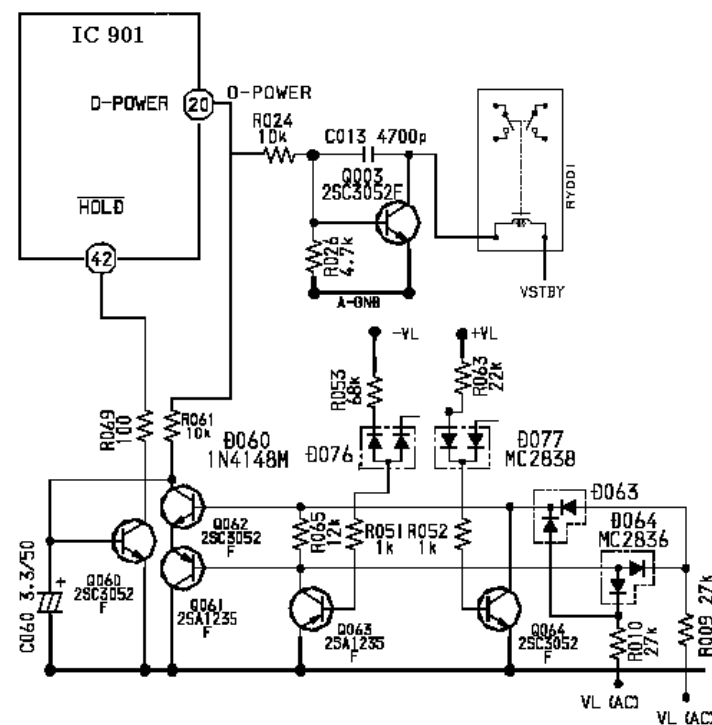 IC 901
D-POWER
20
O-POWER
R024
10k
C013 4700p
Q003
2SC3052F
RYDD1
HOLD
42
R026
4.7k
A-GND
VSTBY
-VL
+VL
R053
68k
R063
22k
R069
100
R061
10k
D060
1N4148M
D076
D077
MC2838
D063
D064
MC2836
Q062
2SC3052
F
R065
12k
R051
1k
R052
1k
C060 3.3/50
+
Q060
2SC3052
F
Q061
2SA1235
F
Q063
2SA1235
F
Q064
2SC3052
F
R010
27k
R009 27k
VL (AC)
VL (AC)